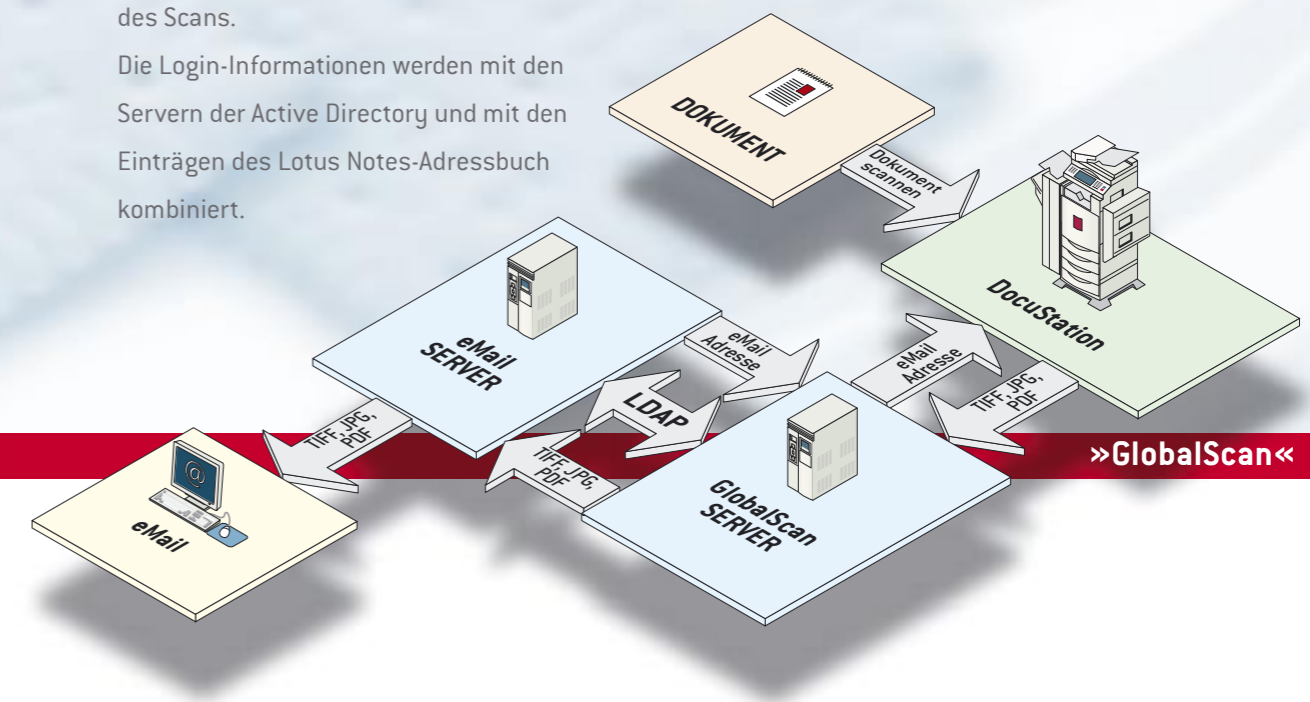 des Scans.
Die Login-Informationen werden mit den
Servern der Active Directory und mit den
Einträgen des Lotus Notes-Adressbuch
kombiniert.
DOKUMENT
Dokument
scannen
DocuStation
eMail
SERVER
eMail
Adresse
eMail
Adresse
LDAP
TIFF, JPG,
PDF
TIFF, JPG,
PDF
TIFF, JPG,
PDF
»GlobalScan«
GlobalScan
SERVER
@
eMail